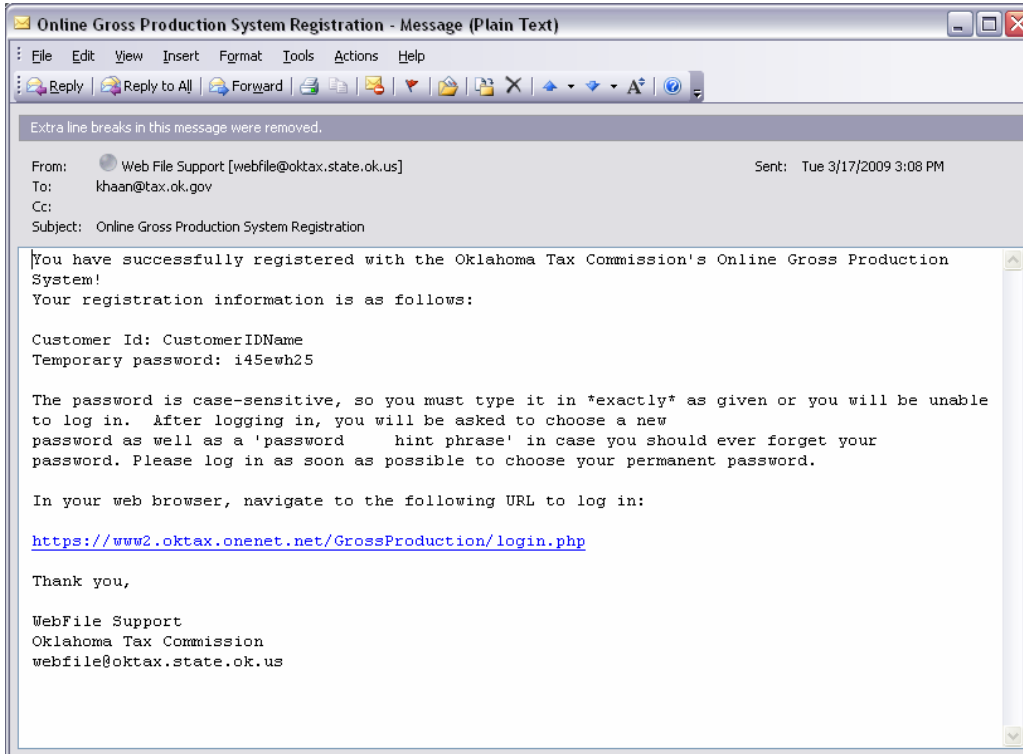 Online Gross Production System Registration - Message (Plain Text)
File Edit View Insert Format Tools Actions Help
Reply Reply to All Forward
Extra line breaks in this message were removed.
From: Web File Support [webfile@oktax.state.ok.us] Sent: Tue 3/17/2009 3:08 PM
To: khaan@tax.ok.gov
Cc:
Subject: Online Gross Production System Registration
You have successfully registered with the Oklahoma Tax Commission's Online Gross Production
System!
Your registration information is as follows:
Customer Id: CustomerIDName
Temporary password: i45ewh25
The password is case-sensitive, so you must type it in *exactly* as given or you will be unable
to log in.  After logging in, you will be asked to choose a new
password as well as a 'password     hint phrase' in case you should ever forget your
password. Please log in as soon as possible to choose your permanent password.
In your web browser, navigate to the following URL to log in:
https://www2.oktax.onenet.net/GrossProduction/login.php
Thank you,
WebFile Support
Oklahoma Tax Commission
webfile@oktax.state.ok.us